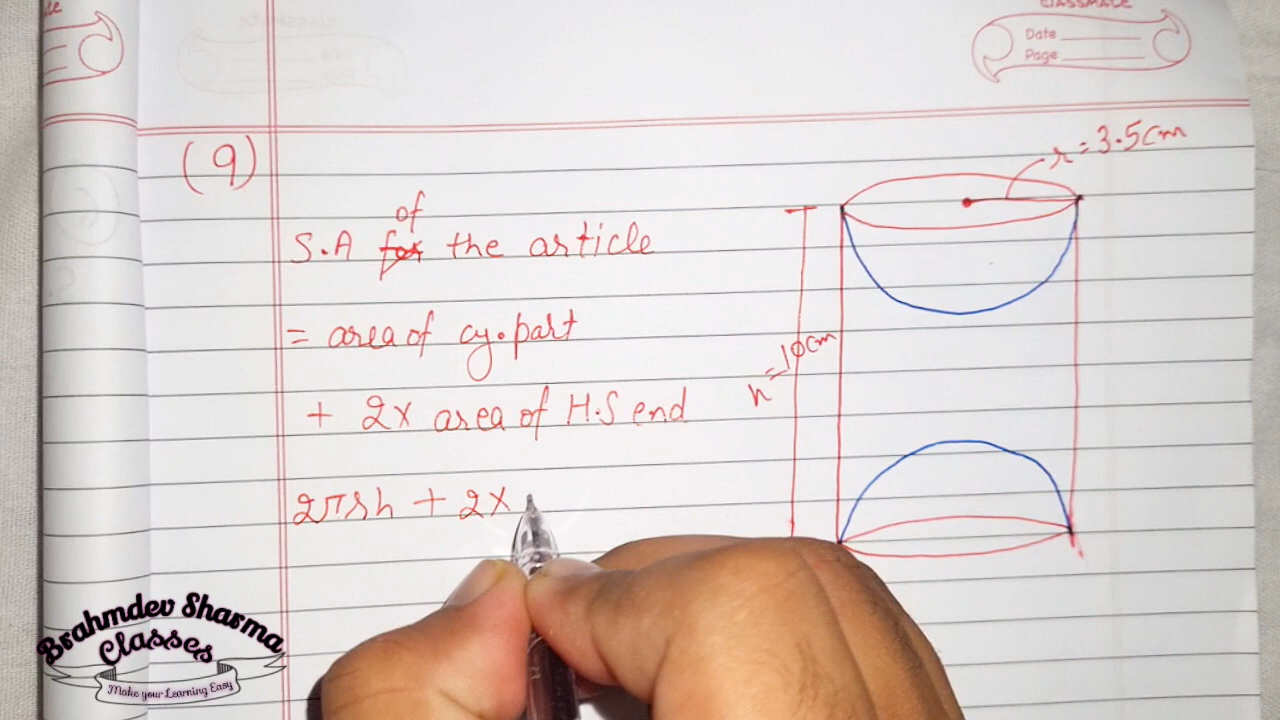 CLASSMATE
Date
Page
(9)
r = 3.5cm
of
S.A for the article
= area of cy.part
+ 2x area of H.S end
h = 10cm
2πrh + 2x
Brahmdev Sharma
Classes
Make your Learning Easy